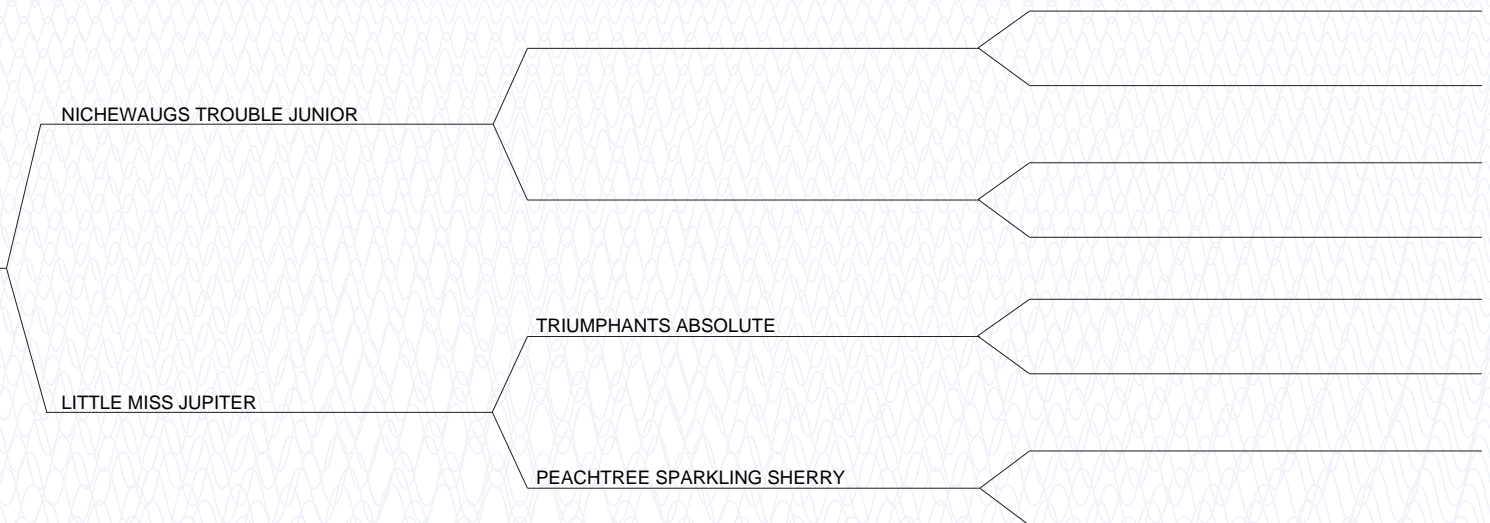 NICHEWAUGS TROUBLE JUNIOR
TRIUMPHANTS ABSOLUTE
LITTLE MISS JUPITER
PEACHTREE SPARKLING SHERRY